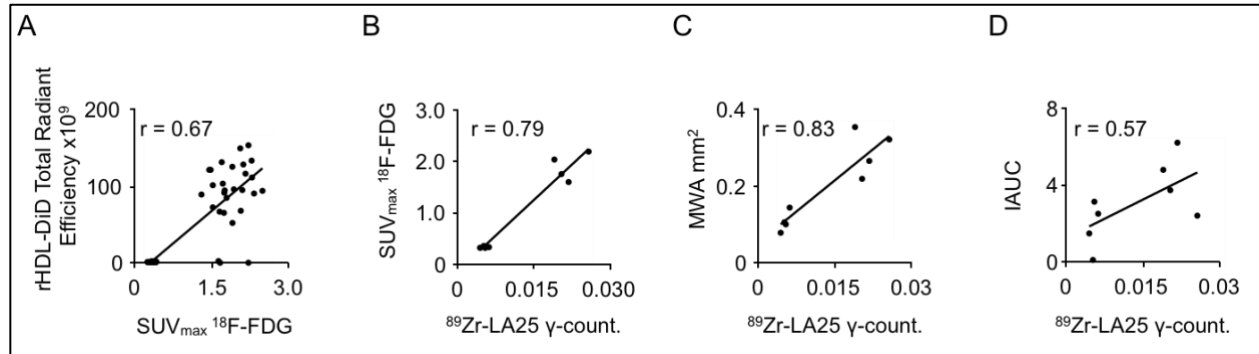 A
rHDL-DiD Total Radiant
Efficiency x10⁹
200
100
0
r = 0.67
0
1.5
3.0
SUVmax ¹⁸F-FDG
B
SUVmax ¹⁸F-FDG
3.0
2.0
1.0
0
r = 0.79
0
0.015
0.030
⁸⁹Zr-LA25 γ-count.
C
MWA mm²
0.4
0.2
0
r = 0.83
0
0.015
0.03
⁸⁹Zr-LA25 γ-count.
D
IAUC
8
4
0
r = 0.57
0
0.015
0.03
⁸⁹Zr-LA25 γ-count.